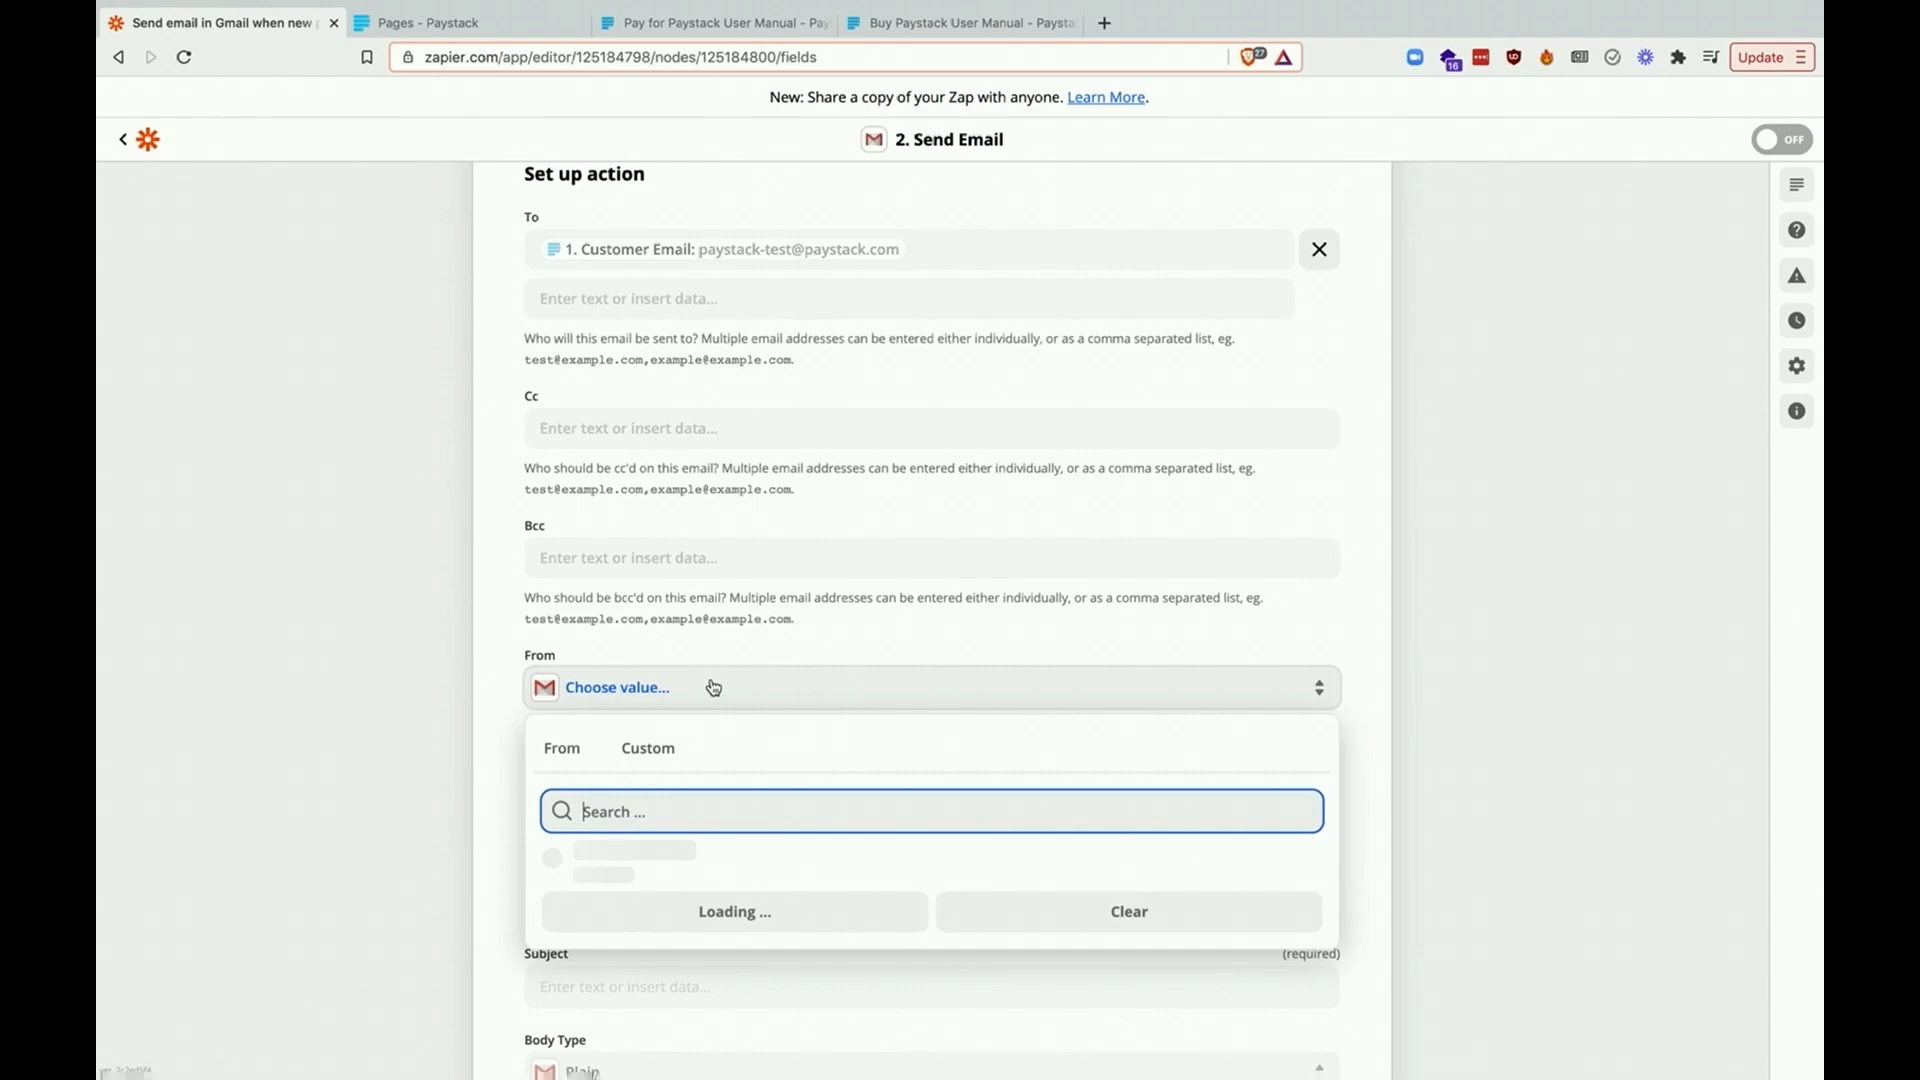 Send email in Gmail when new
Pages - Paystack
Pay for Paystack User Manual - Pay
Buy Paystack User Manual - Paysta
zapier.com/app/editor/125184798/nodes/125184800/fields
27
16
Update
New: Share a copy of your Zap with anyone. Learn More.
2. Send Email
OFF
Set up action
To
1. Customer Email: paystack-test@paystack.com
Enter text or insert data...
Who will this email be sent to? Multiple email addresses can be entered either individually, or as a comma separated list, eg.
test@example.com,example@example.com.
Cc
Enter text or insert data...
Who should be cc'd on this email? Multiple email addresses can be entered either individually, or as a comma separated list, eg.
test@example.com,example@example.com.
Bcc
Enter text or insert data...
Who should be bcc'd on this email? Multiple email addresses can be entered either individually, or as a comma separated list, eg.
test@example.com,example@example.com.
From
Choose value...
From Custom
Search ...
Loading ...
Clear
Subject
(required)
Enter text or insert data...
Body Type
Plain